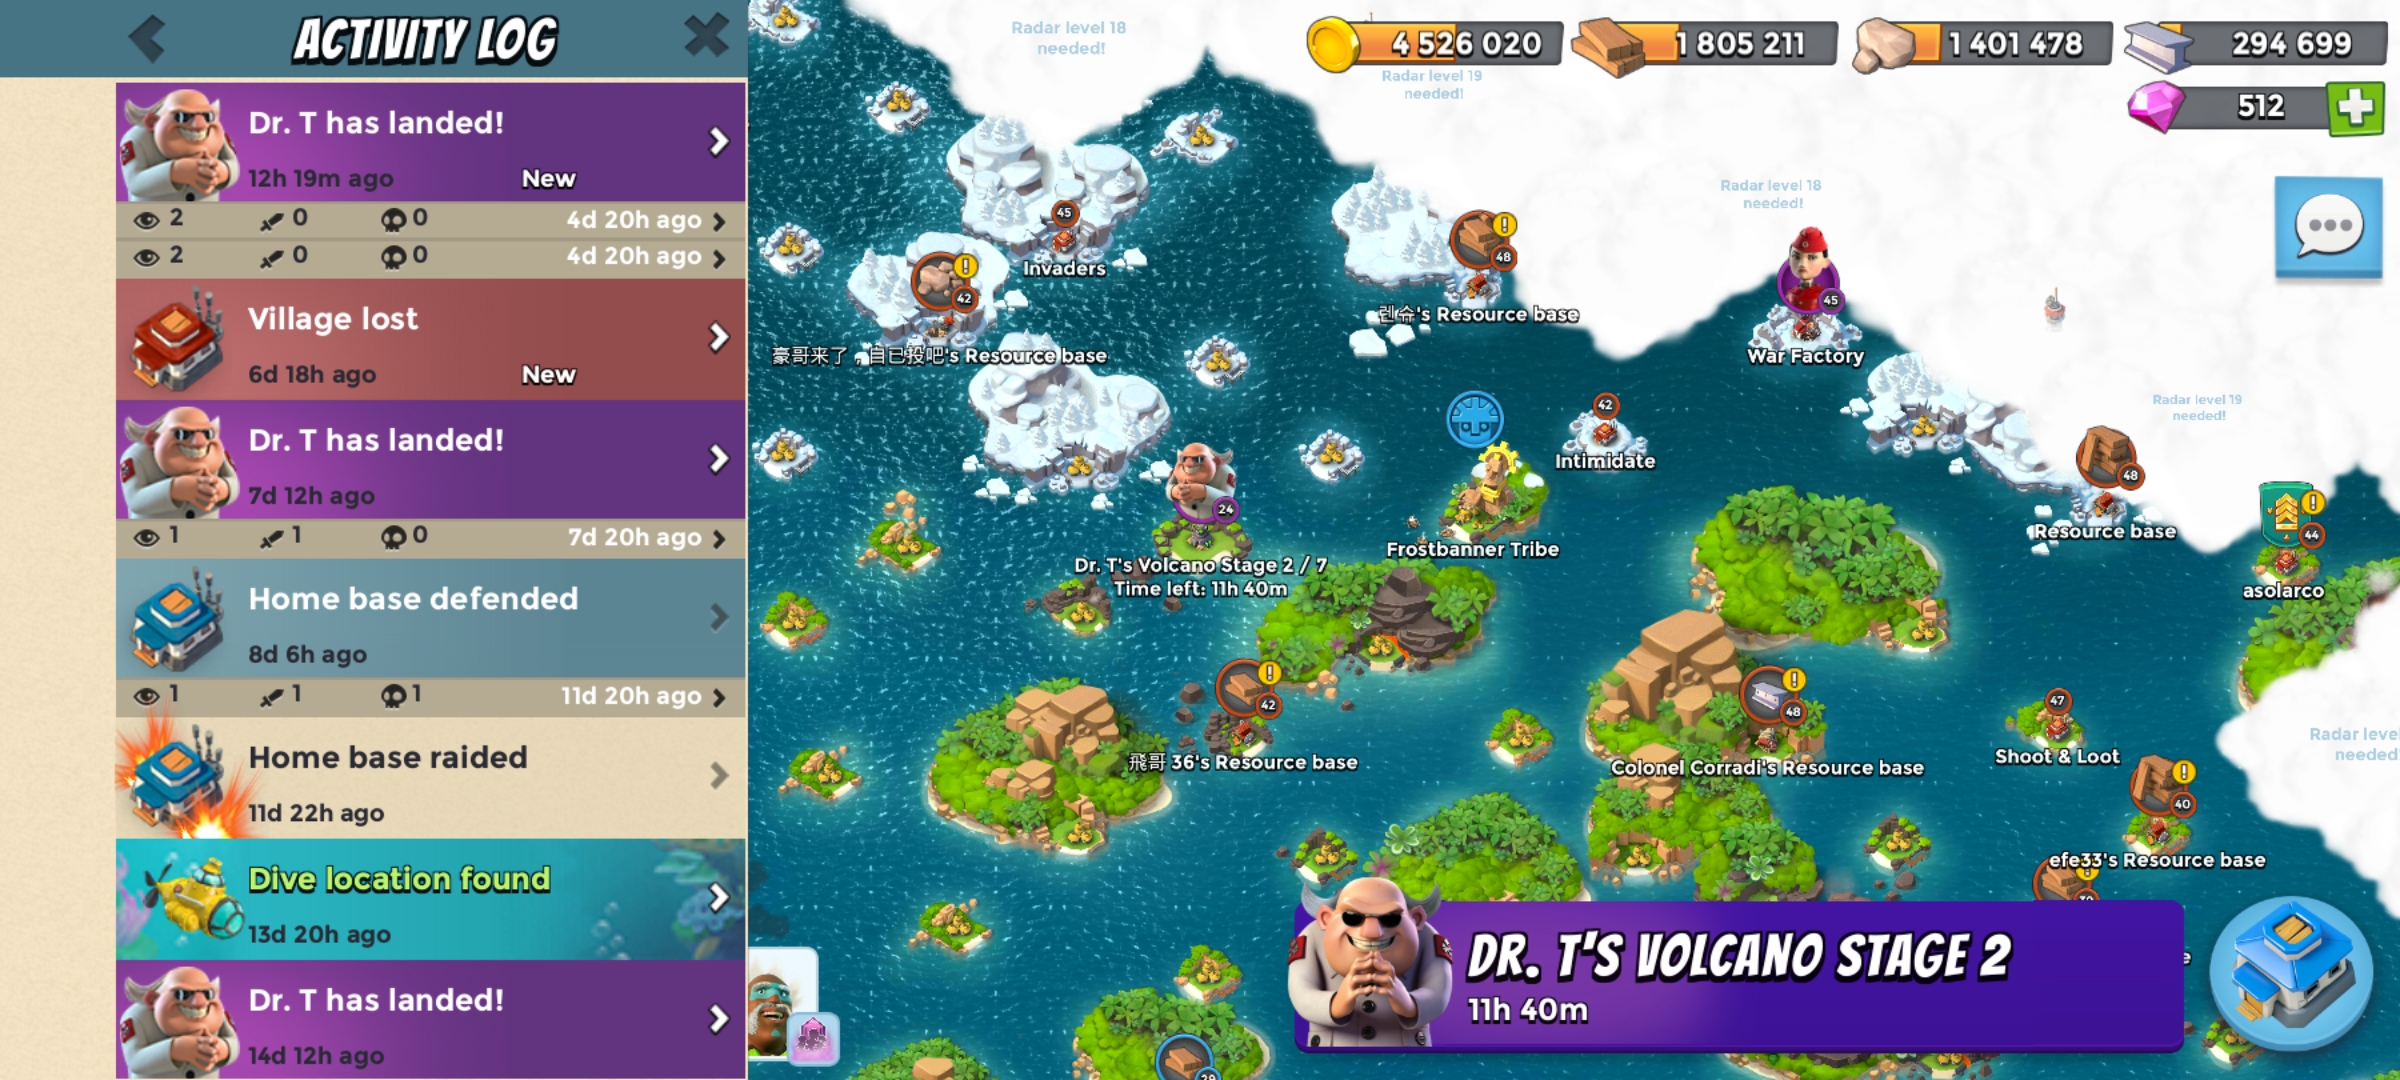 ACTIVITY LOG
Dr. T has landed!
12h 19m ago
New
2 0 0 4d 20h ago
2 0 0 4d 20h ago
Village lost
6d 18h ago
New
Dr. T has landed!
7d 12h ago
1 1 0 7d 20h ago
Home base defended
8d 6h ago
1 1 1 11d 20h ago
Home base raided
11d 22h ago
Dive location found
13d 20h ago
Dr. T has landed!
14d 12h ago
4 526 020
1 805 211
1 401 478
294 699
512
Radar level 18
needed!
Radar level 19
needed!
Radar level 18
needed!
45
Invaders
!
42
豪哥来了，自已投吧's Resource base
!
48
렌슈's Resource base
45
War Factory
42
Intimidate
Radar level 19
needed!
48
Resource base
!
44
asolarco
24
Dr. T's Volcano Stage 2 / 7
Time left: 11h 40m
Frostbanner Tribe
!
42
飛哥 36's Resource base
!
48
Colonel Corradi's Resource base
47
Shoot & Loot
Radar level
needed!
!
40
efe33's Resource base
!
DR. T'S VOLCANO STAGE 2
11h 40m